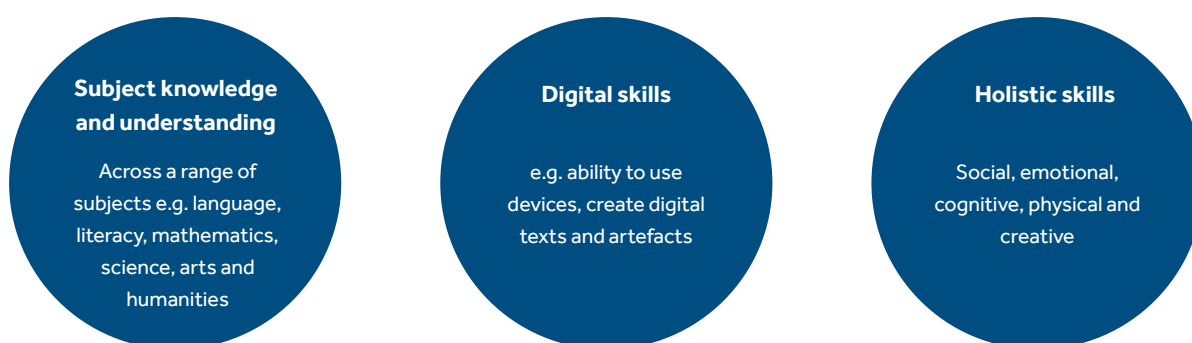 Subject knowledge
and understanding
Across a range of
subjects e.g. language,
literacy, mathematics,
science, arts and
humanities
Digital skills
e.g. ability to use
devices, create digital
texts and artefacts
Holistic skills
Social, emotional,
cognitive, physical and
creative